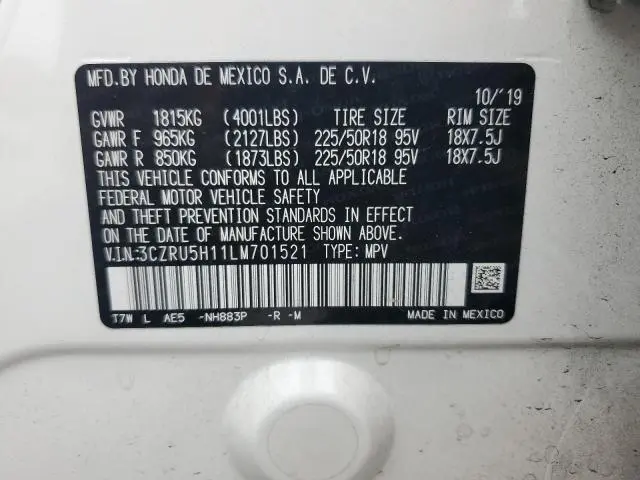 MFD.BY HONDA DE MEXICO S.A. DE C.V.
10/'19
GVWR 1815KG (4001LBS) TIRE SIZE RIM SIZE
GAWR F 965KG (2127LBS) 225/50R18 95V 18X7.5J
GAWR R 850KG (1873LBS) 225/50R18 95V 18X7.5J
THIS VEHICLE CONFORMS TO ALL APPLICABLE
FEDERAL MOTOR VEHICLE SAFETY
AND THEFT PREVENTION STANDARDS IN EFFECT
ON THE DATE OF MANUFACTURE SHOWN ABOVE.
V.I.N.:3CZRU5H11LM701521 TYPE: MPV
T7W L AE5 -NH883P -R -M MADE IN MEXICO